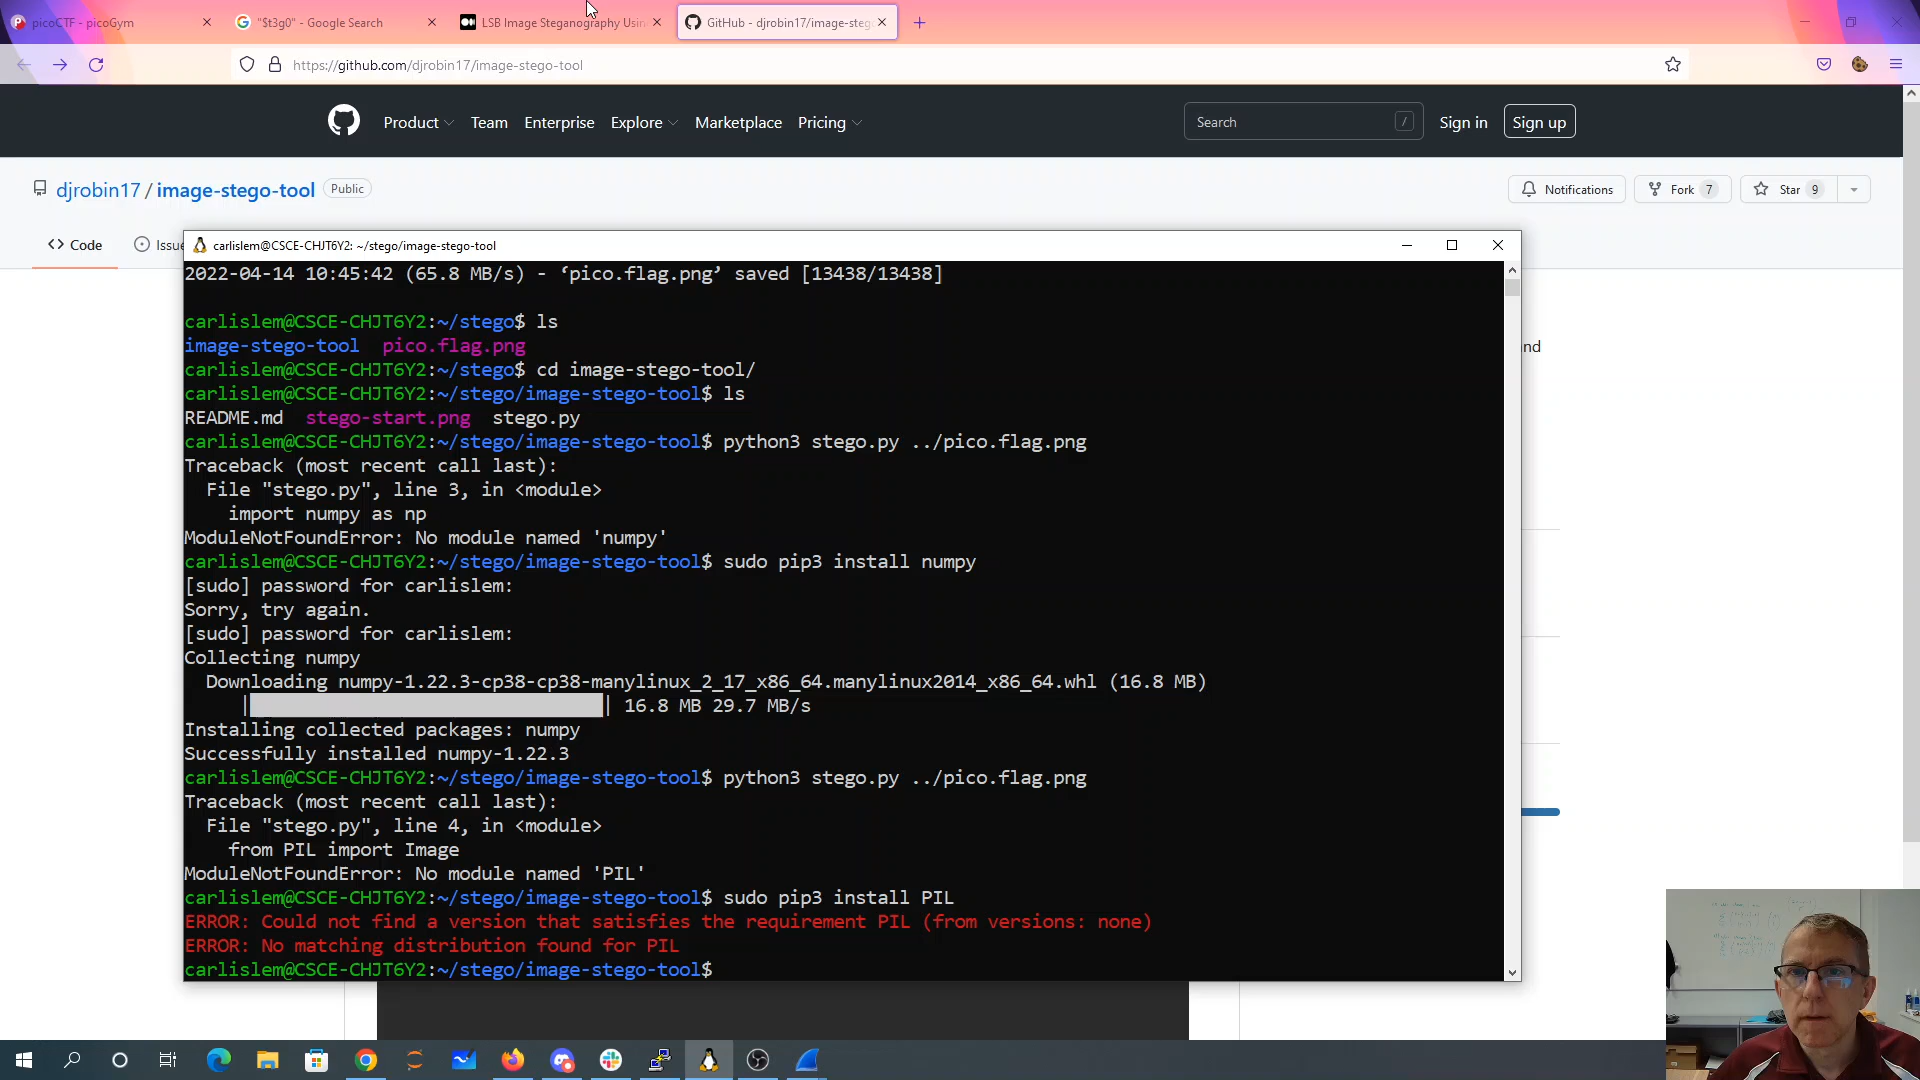 picoCTF - picoGym
"$t3g0" - Google Search
LSB Image Steganography Usin
GitHub - djrobin17/image-steg
https://github.com/djrobin17/image-stego-tool
Product
Team
Enterprise
Explore
Marketplace
Pricing
Search
/
Sign in
Sign up
djrobin17 / image-stego-tool
Public
Notifications
Fork 7
Star 9
Code
Issue
nd
carlislem@CSCE-CHJT6Y2: ~/stego/image-stego-tool
2022-04-14 10:45:42 (65.8 MB/s) - ‘pico.flag.png’ saved [13438/13438]
carlislem@CSCE-CHJT6Y2:~/stego$ ls
image-stego-tool  pico.flag.png
carlislem@CSCE-CHJT6Y2:~/stego$ cd image-stego-tool/
carlislem@CSCE-CHJT6Y2:~/stego/image-stego-tool$ ls
README.md  stego-start.png  stego.py
carlislem@CSCE-CHJT6Y2:~/stego/image-stego-tool$ python3 stego.py ../pico.flag.png
Traceback (most recent call last):
File "stego.py", line 3, in <module>
import numpy as np
ModuleNotFoundError: No module named 'numpy'
carlislem@CSCE-CHJT6Y2:~/stego/image-stego-tool$ sudo pip3 install numpy
[sudo] password for carlislem:
Sorry, try again.
[sudo] password for carlislem:
Collecting numpy
Downloading numpy-1.22.3-cp38-cp38-manylinux_2_17_x86_64.manylinux2014_x86_64.whl (16.8 MB)
| | 16.8 MB 29.7 MB/s
Installing collected packages: numpy
Successfully installed numpy-1.22.3
carlislem@CSCE-CHJT6Y2:~/stego/image-stego-tool$ python3 stego.py ../pico.flag.png
Traceback (most recent call last):
File "stego.py", line 4, in <module>
from PIL import Image
ModuleNotFoundError: No module named 'PIL'
carlislem@CSCE-CHJT6Y2:~/stego/image-stego-tool$ sudo pip3 install PIL
ERROR: Could not find a version that satisfies the requirement PIL (from versions: none)
ERROR: No matching distribution found for PIL
carlislem@CSCE-CHJT6Y2:~/stego/image-stego-tool$